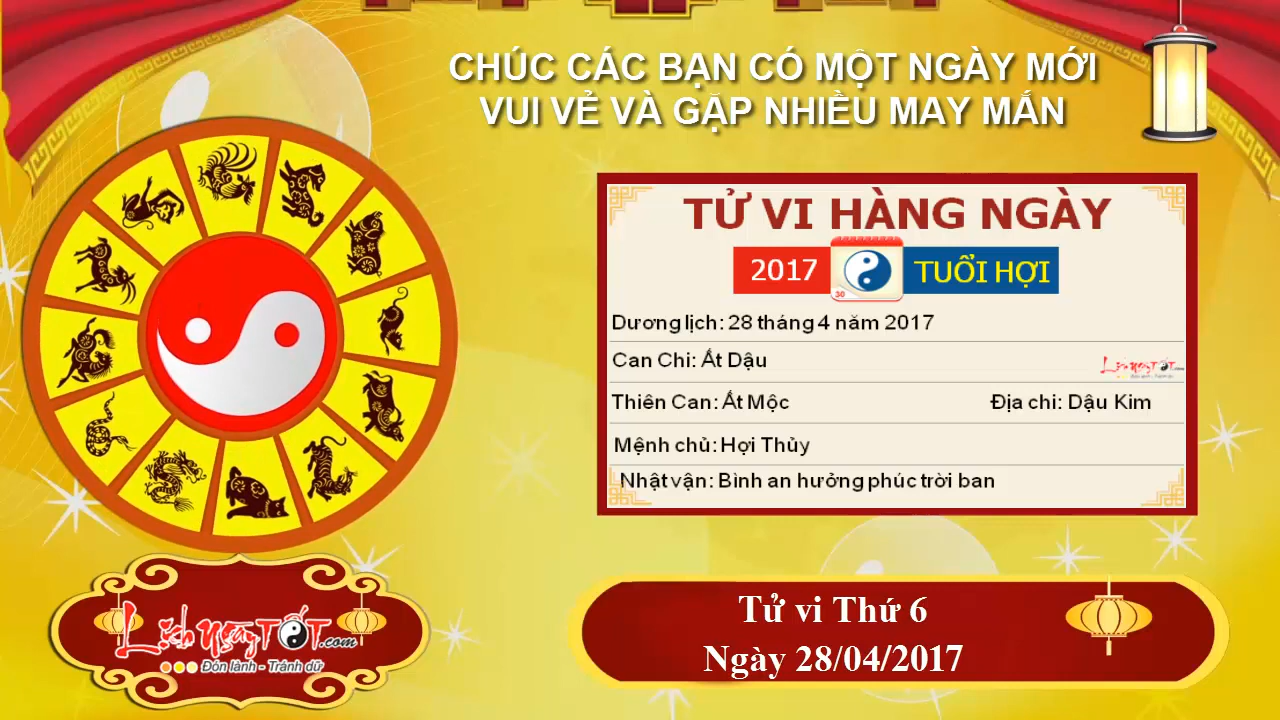 CHÚC CÁC BẠN CÓ MỘT NGÀY MỚI
VUI VẺ VÀ GẶP NHIỀU MAY MẮN
TỬ VI HÀNG NGÀY
2017
30
TUỔI HỢI
Dương lịch: 28 tháng 4 năm 2017
Can Chi: Ất Dậu
Thiên Can: Ất Mộc Địa chi: Dậu Kim
Mệnh chủ: Hợi Thủy
Nhật vận: Bình an hưởng phúc trời ban
LịchNgàyTỐT.com
Đón lành - Tránh dữ
Tử vi Thứ 6
Ngày 28/04/2017